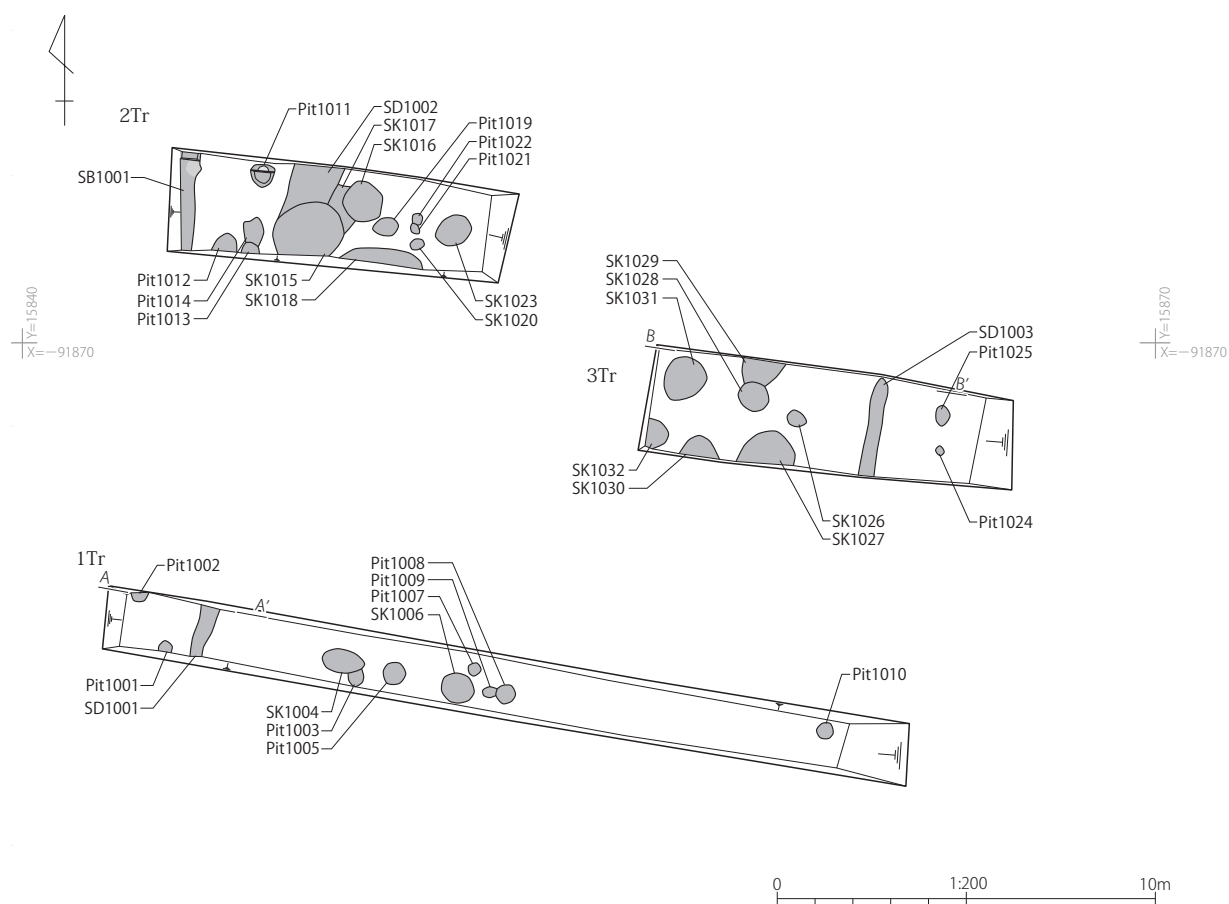 2Tr
Pit1011
SD1002
SK1017
SK1016
Pit1019
Pit1022
Pit1021
SB1001
Pit1012
Pit1014
Pit1013
SK1015
SK1018
SK1023
SK1020
Y=15840
X=−91870
Y=15870
X=−91870
3Tr
SK1029
SK1028
SK1031
B
SD1003
Pit1025
B′
SK1032
SK1030
SK1026
SK1027
Pit1024
1Tr
A
Pit1002
A′
Pit1008
Pit1009
Pit1007
SK1006
Pit1001
SD1001
SK1004
Pit1003
Pit1005
Pit1010
0 1:200 10m